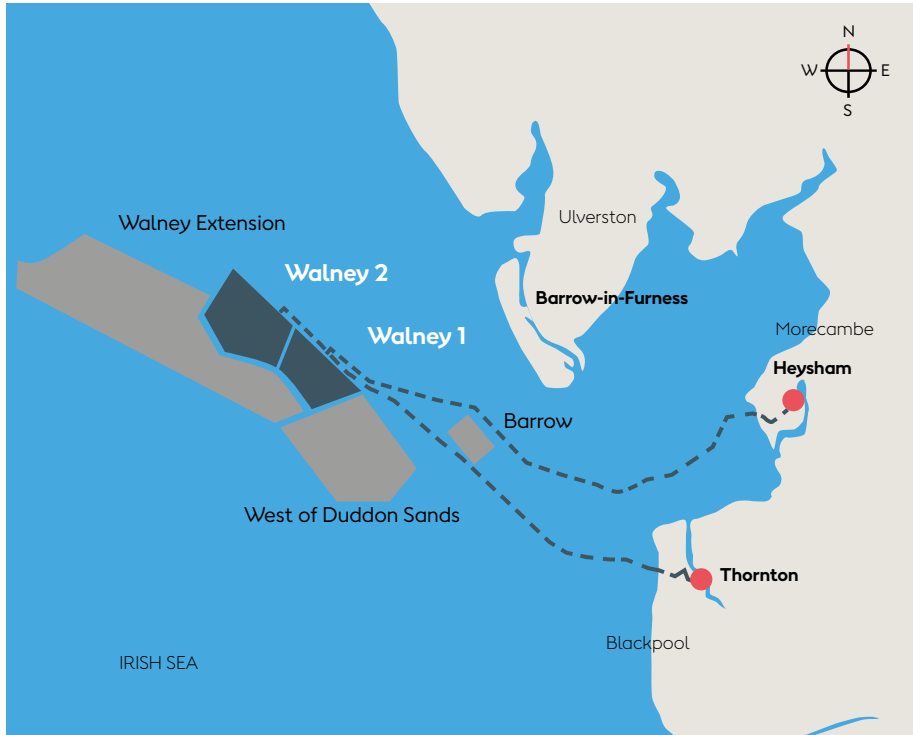 N
W E
S
Walney Extension
Ulverston
Walney 2
Barrow-in-Furness
Walney 1
Morecambe
Heysham
Barrow
West of Duddon Sands
Thornton
Blackpool
IRISH SEA